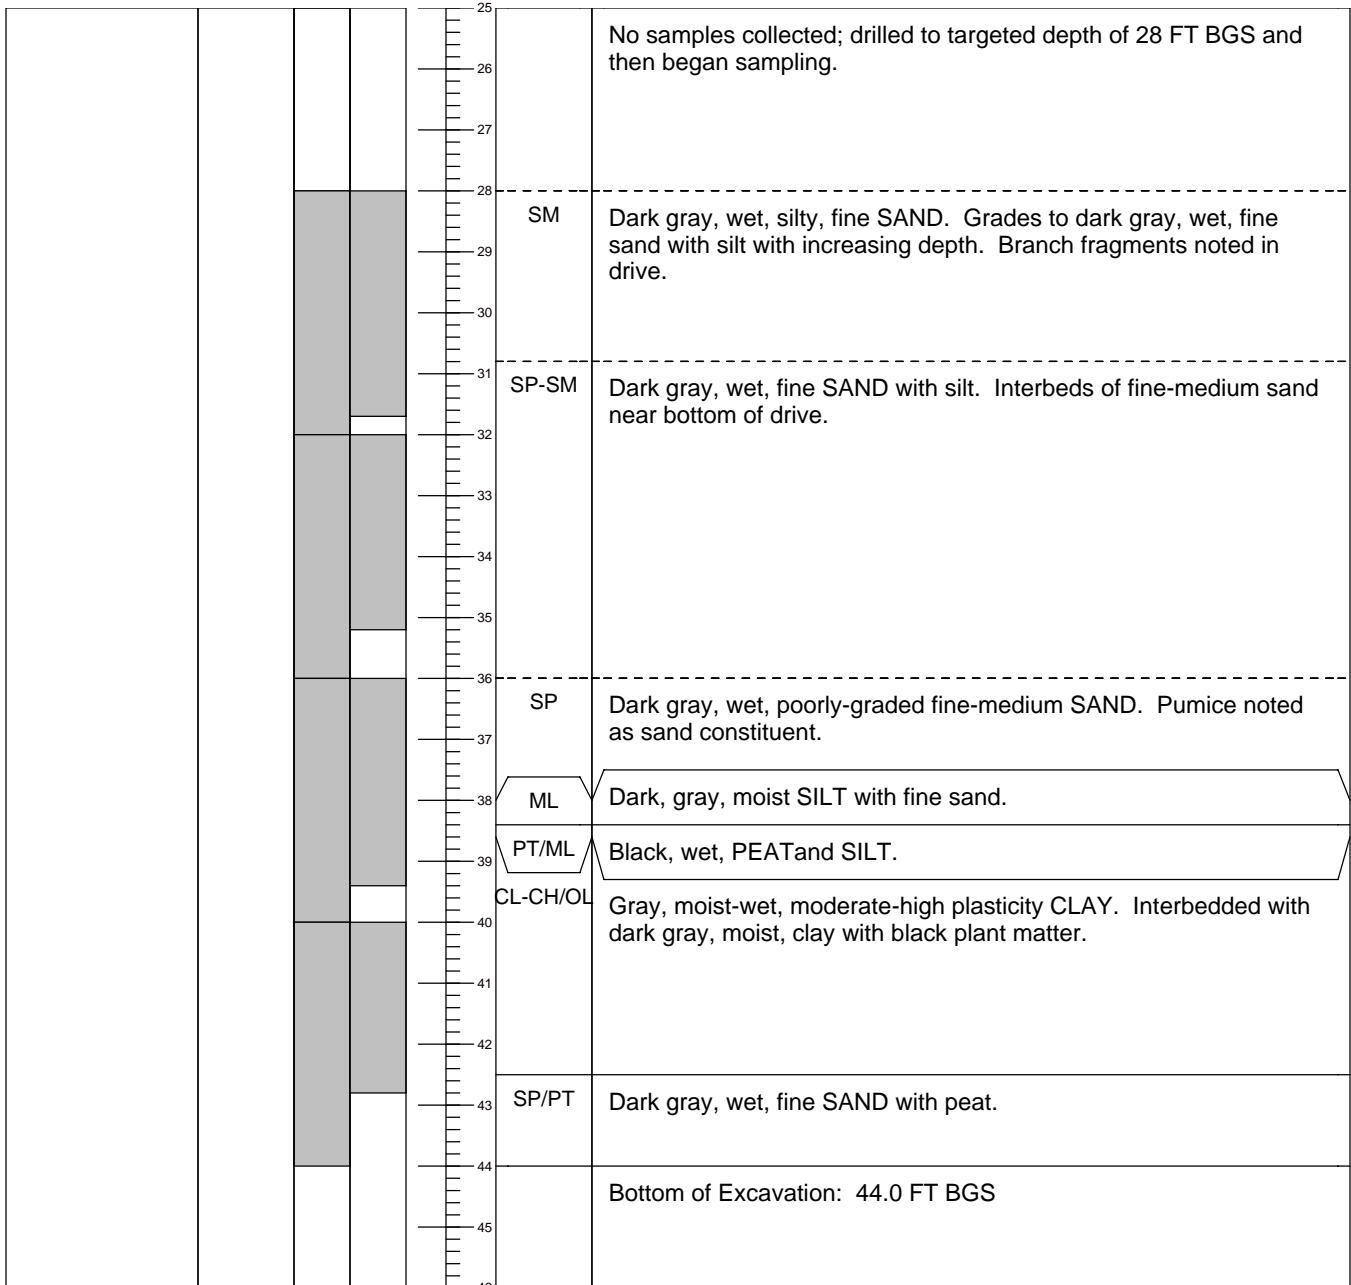 25
No samples collected; drilled to targeted depth of 28 FT BGS and
then began sampling.
26
27
28
SM
Dark gray, wet, silty, fine SAND. Grades to dark gray, wet, fine
sand with silt with increasing depth. Branch fragments noted in
drive.
29
30
31
SP-SM
Dark gray, wet, fine SAND with silt. Interbeds of fine-medium sand
near bottom of drive.
32
33
34
35
36
SP
Dark gray, wet, poorly-graded fine-medium SAND. Pumice noted
as sand constituent.
37
38
ML
Dark, gray, moist SILT with fine sand.
39
PT/ML
Black, wet, PEATand SILT.
CL-CH/OL
Gray, moist-wet, moderate-high plasticity CLAY. Interbedded with
dark gray, moist, clay with black plant matter.
40
41
42
43
SP/PT
Dark gray, wet, fine SAND with peat.
44
Bottom of Excavation: 44.0 FT BGS
45